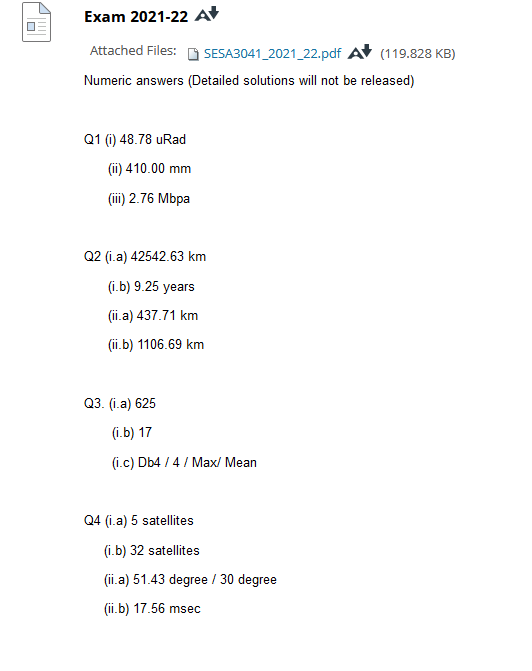 Exam 2021-22
Attached Files: SESA3041_2021_22.pdf (119.828 KB)
Numeric answers (Detailed solutions will not be released)
Q1 (i) 48.78 uRad
(ii) 410.00 mm
(iii) 2.76 Mbpa
Q2 (i.a) 42542.63 km
(i.b) 9.25 years
(ii.a) 437.71 km
(ii.b) 1106.69 km
Q3. (i.a) 625
(i.b) 17
(i.c) Db4 / 4 / Max/ Mean
Q4 (i.a) 5 satellites
(i.b) 32 satellites
(ii.a) 51.43 degree / 30 degree
(ii.b) 17.56 msec